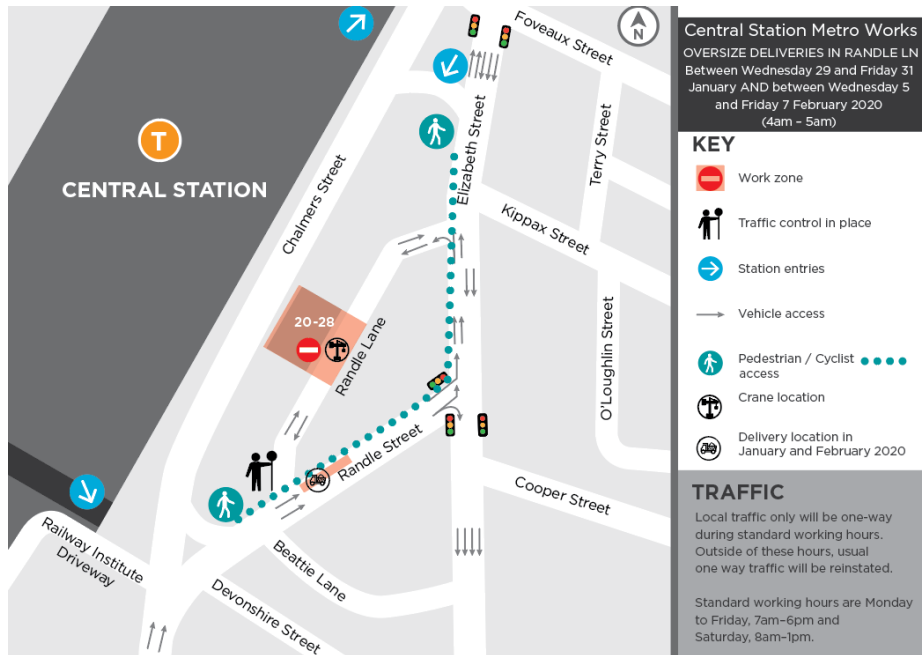 Foveaux Street
N
Elizabeth Street
Terry Street
T
CENTRAL STATION
Chalmers Street
Kippax Street
20-28
Randle Lane
O'Loughlin Street
Randle Street
Cooper Street
Railway Institute
Driveway
Beattie Lane
Devonshire Street
Central Station Metro Works
OVERSIZE DELIVERIES IN RANDLE LN
Between Wednesday 29 and Friday 31
January AND between Wednesday 5
and Friday 7 February 2020
(4am – 5am)
KEY
Work zone
Traffic control in place
Station entries
Vehicle access
Pedestrian / Cyclist
access
Crane location
Delivery location in
January and February 2020
TRAFFIC
Local traffic only will be one-way
during standard working hours.
Outside of these hours, usual
one way traffic will be reinstated.
Standard working hours are Monday
to Friday, 7am–6pm and
Saturday, 8am–1pm.